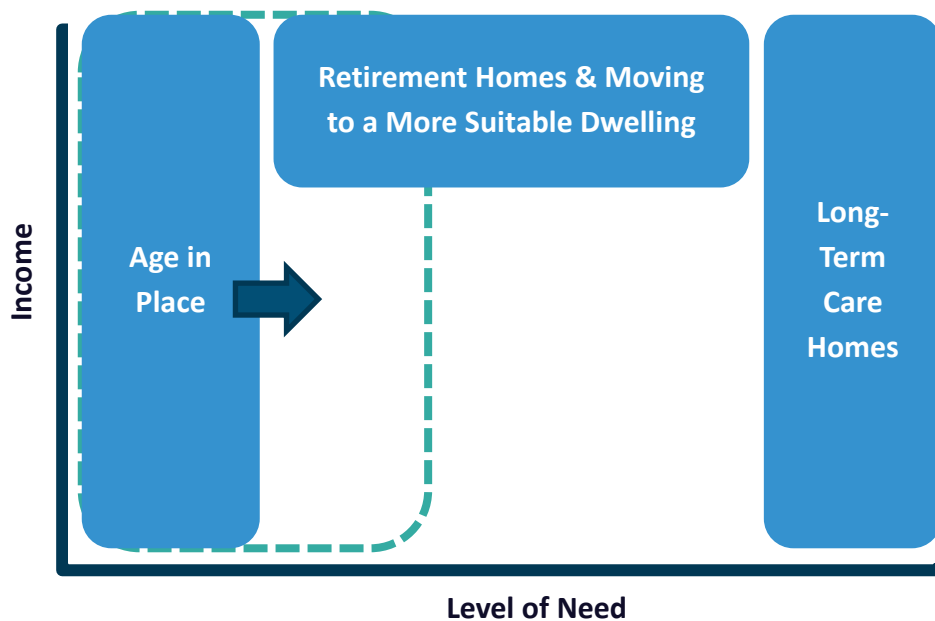 Retirement Homes & Moving
to a More Suitable Dwelling
Income
Age in
Place
Long-
Term
Care
Homes
Level of Need